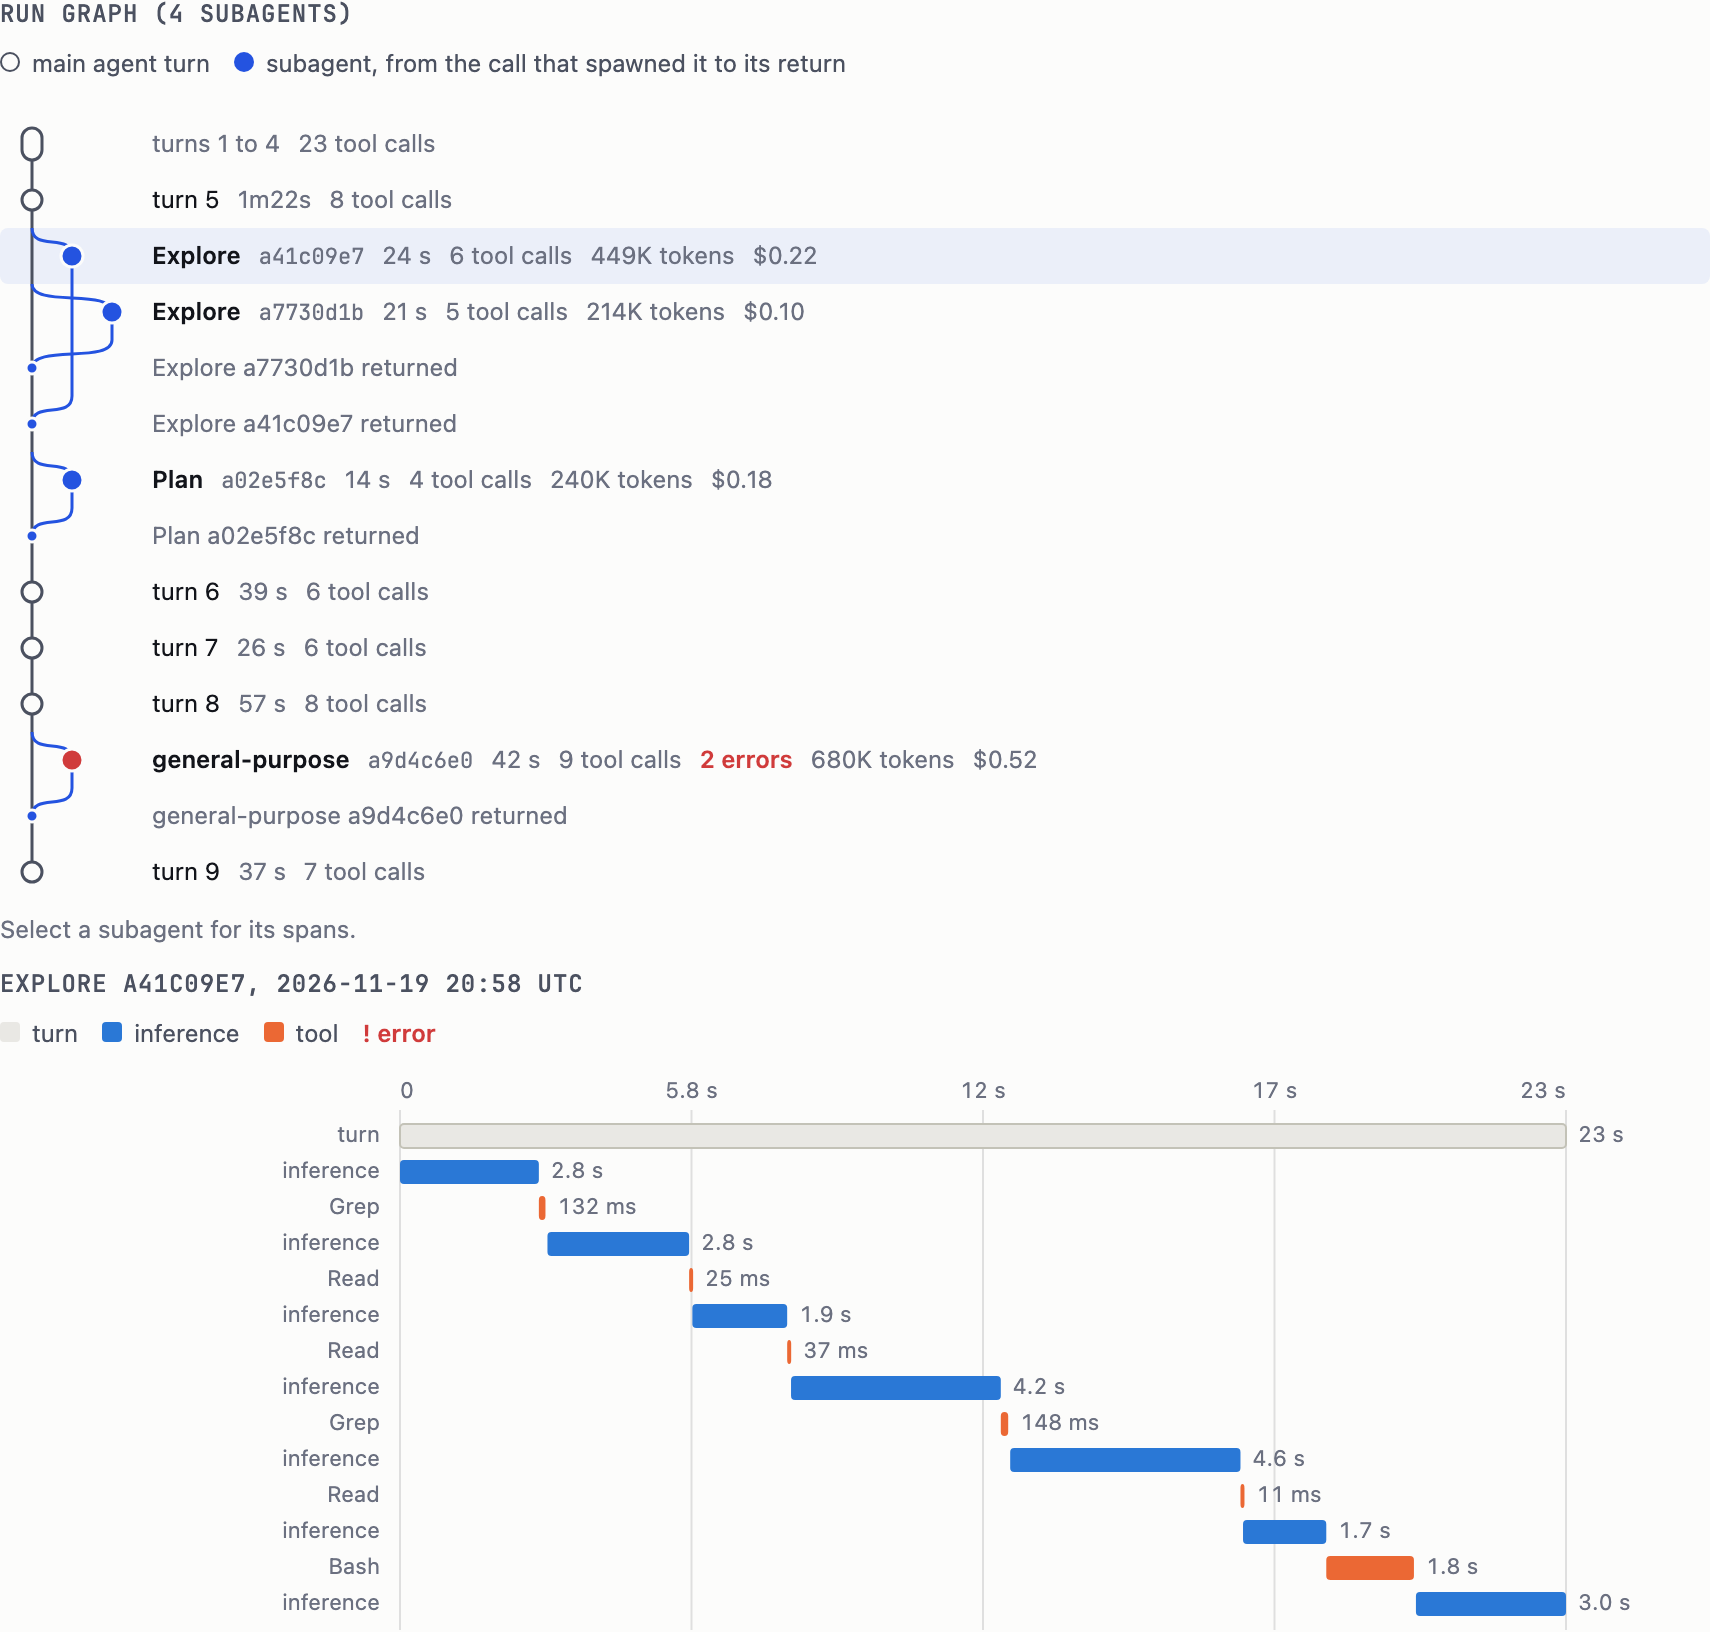 RUN GRAPH (4 SUBAGENTS)
main agent turn subagent, from the call that spawned it to its return
turns 1 to 4 23 tool calls
turn 5 1m22s 8 tool calls
Explore a41c09e7 24 s 6 tool calls 449K tokens $0.22
Explore a7730d1b 21 s 5 tool calls 214K tokens $0.10
Explore a7730d1b returned
Explore a41c09e7 returned
Plan a02e5f8c 14 s 4 tool calls 240K tokens $0.18
Plan a02e5f8c returned
turn 6 39 s 6 tool calls
turn 7 26 s 6 tool calls
turn 8 57 s 8 tool calls
general-purpose a9d4c6e0 42 s 9 tool calls 2 errors 680K tokens $0.52
general-purpose a9d4c6e0 returned
turn 9 37 s 7 tool calls
Select a subagent for its spans.
EXPLORE A41C09E7, 2026-11-19 20:58 UTC
turn inference tool ! error
0 5.8 s 12 s 17 s 23 s
turn 23 s
inference 2.8 s
Grep 132 ms
inference 2.8 s
Read 25 ms
inference 1.9 s
Read 37 ms
inference 4.2 s
Grep 148 ms
inference 4.6 s
Read 11 ms
inference 1.7 s
Bash 1.8 s
inference 3.0 s